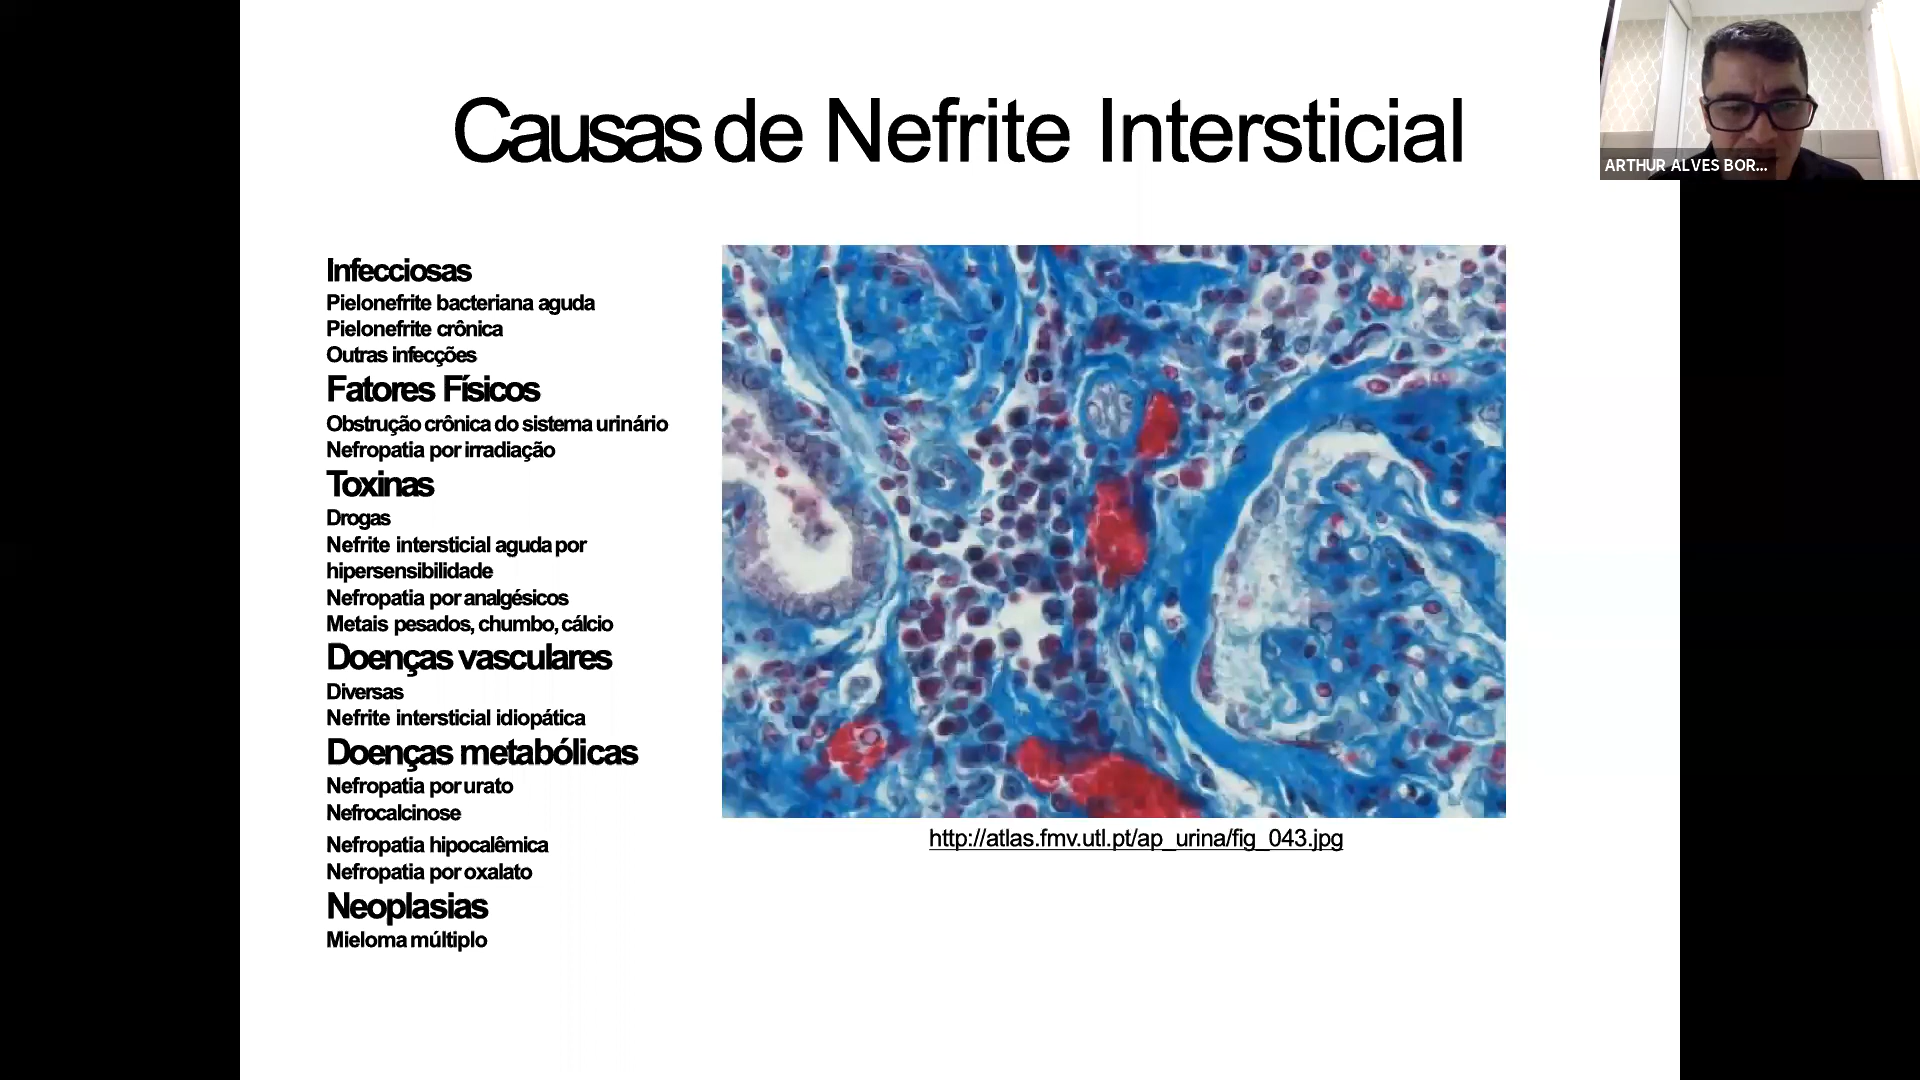 Causas de Nefrite Intersticial
ARTHUR ALVES BOR...
Infecciosas
Pielonefrite bacteriana aguda
Pielonefrite crônica
Outras infecções
Fatores Físicos
Obstrução crônica do sistema urinário
Nefropatia por irradiação
Toxinas
Drogas
Nefrite intersticial aguda por
hipersensibilidade
Nefropatia por analgésicos
Metais pesados, chumbo, cálcio
Doenças vasculares
Diversas
Nefrite intersticial idiopática
Doenças metabólicas
Nefropatia por urato
Nefrocalcinose
Nefropatia hipocalêmica
Nefropatia por oxalato
Neoplasias
Mieloma múltiplo
http://atlas.fmv.utl.pt/ap_urina/fig_043.jpg